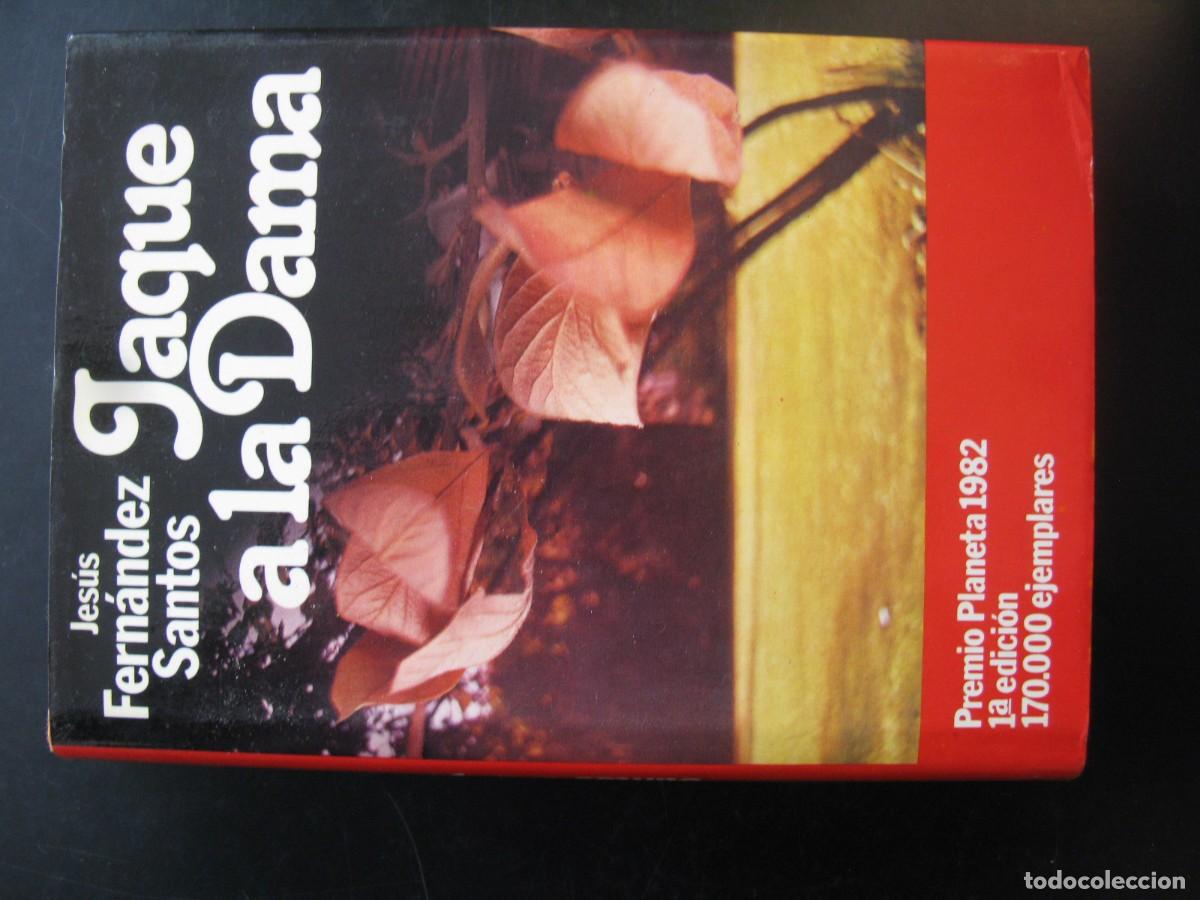 Jesús
Fernández
Santos
Jaque
a la Dama
Premio Planeta 1982
1ª edición
170.000 ejemplares
todocoleccion